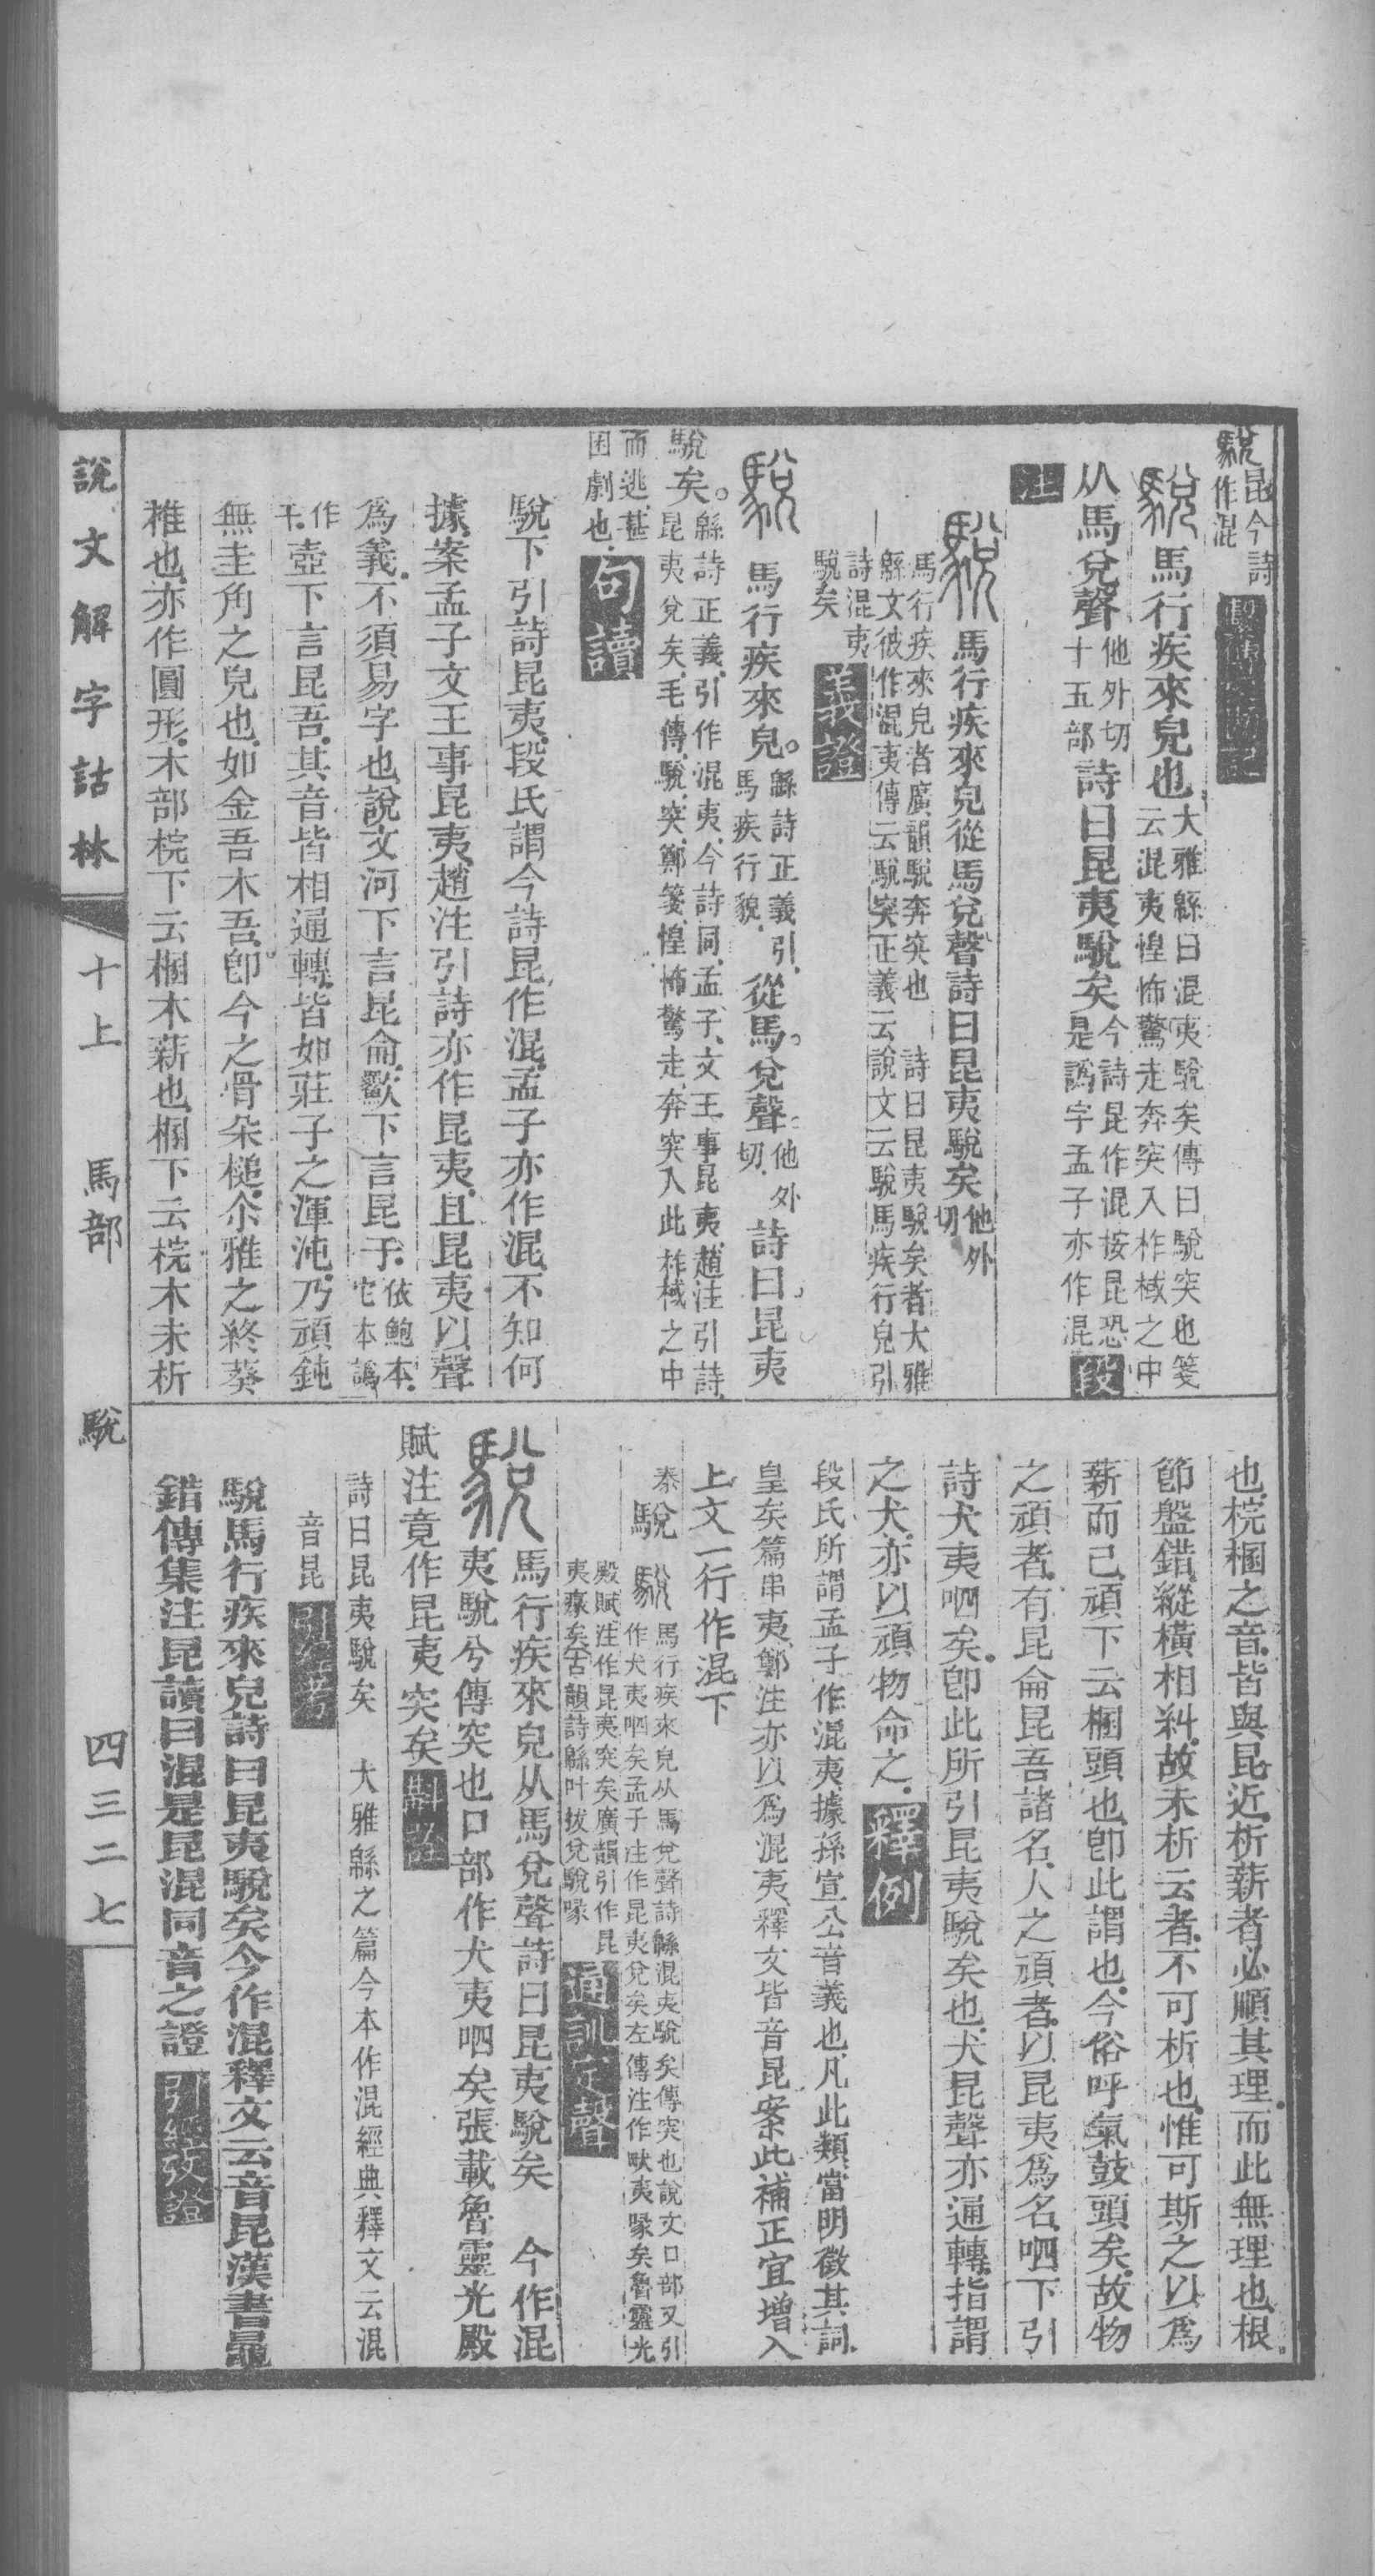 駾昆今詩作混 繫傳校勘記
駾 馬行疾來皃也大雅緜曰混夷駾矣傳曰駾突也箋云混夷惶怖驚走奔突入柞棫之中
从馬兌聲他外切十五部詩曰昆夷駾矣今詩昆作混按昆恐是譌字孟子亦作混 段
注
駾 馬行疾來皃從馬兌聲詩曰昆夷駾矣他外切
馬行疾來皃者廣韻駾奔突也 詩曰昆夷駾矣者大雅緜文彼作混夷傳云駾突正義云說文云駾馬疾行皃引詩混夷駾矣 義證
駾 馬行疾來皃。緜詩正義引馬疾行貌從馬。兌聲他外切詩曰昆夷
駾矣。緜詩正義引作混夷今詩同孟子文王事昆夷趙注引詩昆夷兌矣毛傳駾突鄭箋惶怖驚走奔突入此柞棫之中而逃甚困劇也 句讀
駾下引詩昆夷段氏謂今詩昆作混孟子亦作混不知何
據案孟子文王事昆夷趙注引詩亦作昆夷且昆夷以聲
爲義不須易字也說文河下言昆侖歠下言昆于依鮑本它本譌
作干壺下言昆吾其音皆相通轉皆如莊子之渾沌乃頑鈍
無圭角之皃也如金吾木吾。卽今之骨朵槌尒雅之終葵
椎也亦作圓形木部梡下云棞木薪也棞下云梡木未析
也梡棞之音皆與昆近析薪者必順其理而此無理也根
節盤錯縱橫相糾故未析云者不可析也惟可斯之以爲
薪而已頑下云棞頭也卽此謂也今俗呼氣鼓頭矣故物
之頑者有昆侖昆吾諸名人之頑者以昆夷爲名呬下引
詩犬夷呬矣卽此所引昆夷駾矣也犬昆聲亦通轉指謂
之犬亦以頑物命之 釋例
段氏所謂孟子作混夷據孫宣公音義也凡此類當明徵其詞
皇矣篇串夷鄭注亦以爲混夷釋文皆音昆案此補正宜增入
上文一行作混下
泰駾 駾 馬行疾來皃从馬兌聲詩緜混夷駾矣傳突也說文口部又引作犬夷呬矣孟子注作昆夷兌矣左傳注作畎夷喙矣魯靈光殿賦注作昆夷突矣廣韻引作昆夷瘃矣古韻詩緜叶拔兌駾喙 通訓定聲
駾 馬行疾來皃从馬兌聲詩曰昆夷駾矣 今作混
夷駾兮傳突也口部作犬夷呬矣張載魯靈光殿
賦注竟作昆夷突矣 斠詮
詩曰昆夷駾矣 大雅緜之篇今本作混經典釋文云混
音昆 引經考
駾馬行疾來皃詩曰昆夷駾矣今作混釋文云音昆漢書鼂
錯傳集注昆讀曰混是昆混同音之證 引經攷證
說文解字詁林 十上 馬部 駾 四三二七